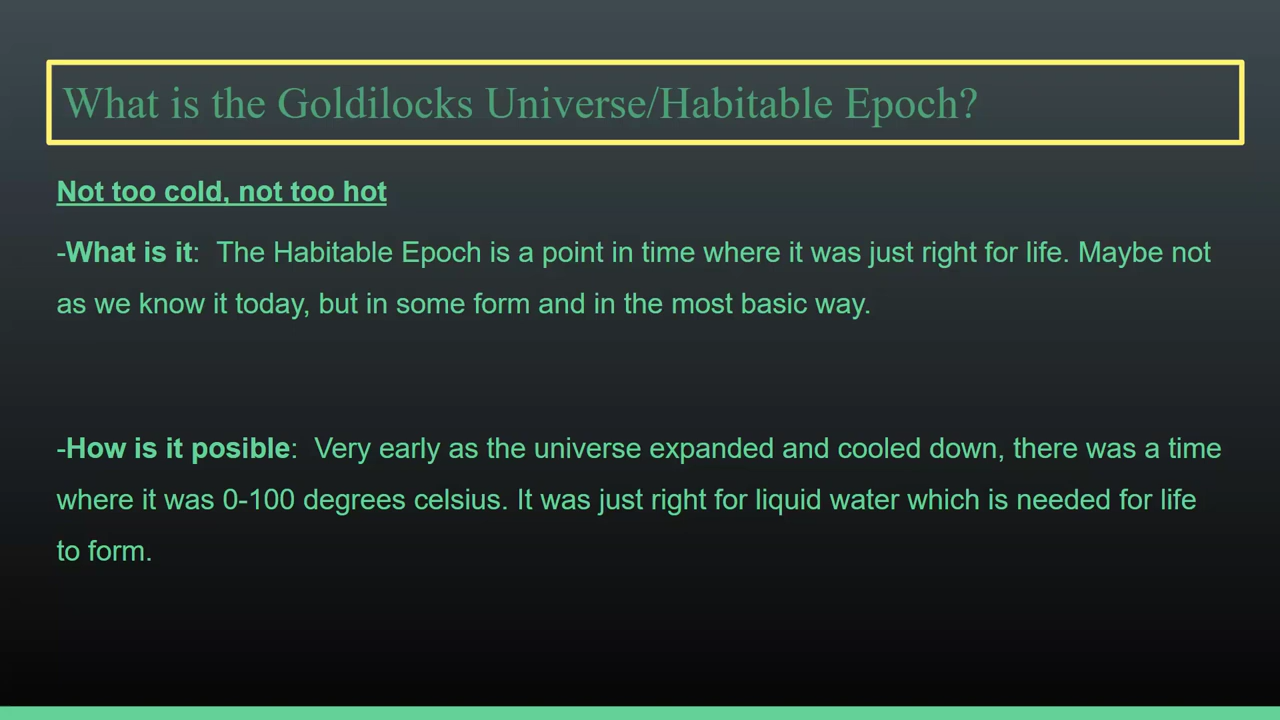 What is the Goldilocks Universe/Habitable Epoch?
Not too cold, not too hot
-What is it:  The Habitable Epoch is a point in time where it was just right for life. Maybe not
as we know it today, but in some form and in the most basic way.
-How is it posible:  Very early as the universe expanded and cooled down, there was a time
where it was 0-100 degrees celsius. It was just right for liquid water which is needed for life
to form.